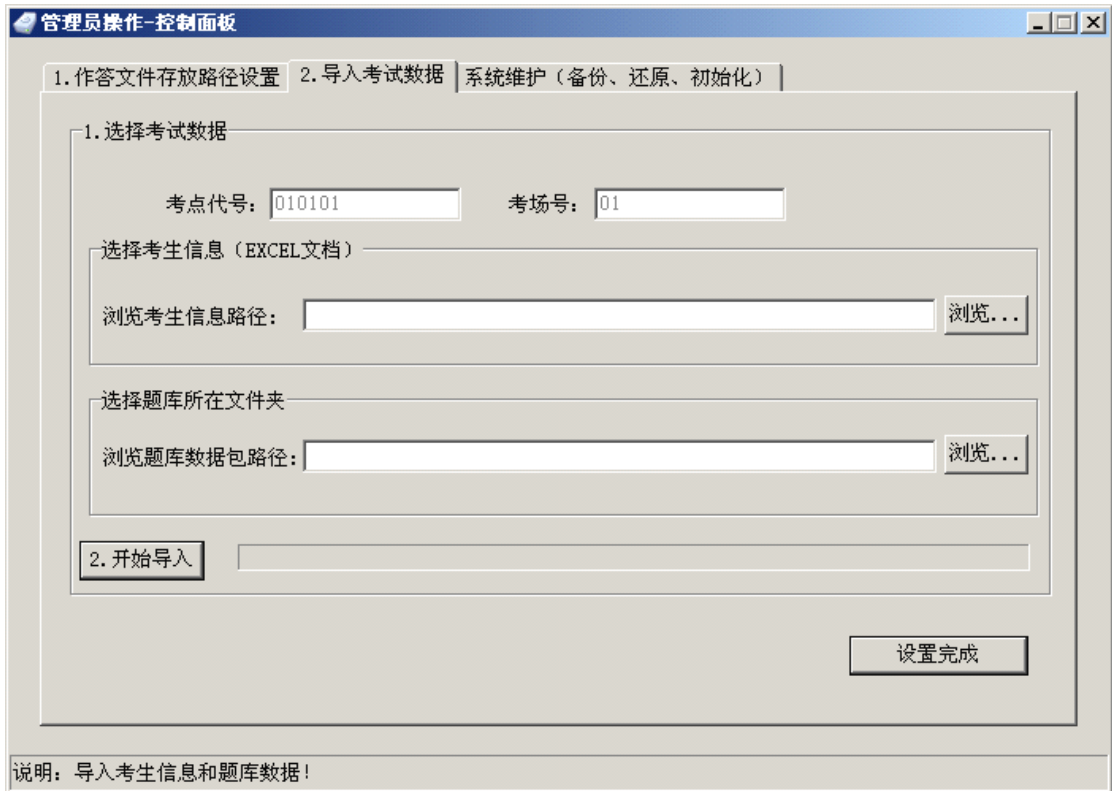 管理员操作-控制面板
1.作答文件存放路径设置 2.导入考试数据 系统维护（备份、还原、初始化）
1.选择考试数据
考点代号： 010101 考场号： 01
选择考生信息（EXCEL文档）
浏览考生信息路径： 浏览...
选择题库所在文件夹
浏览题库数据包路径： 浏览...
2.开始导入
设置完成
说明：导入考生信息和题库数据！